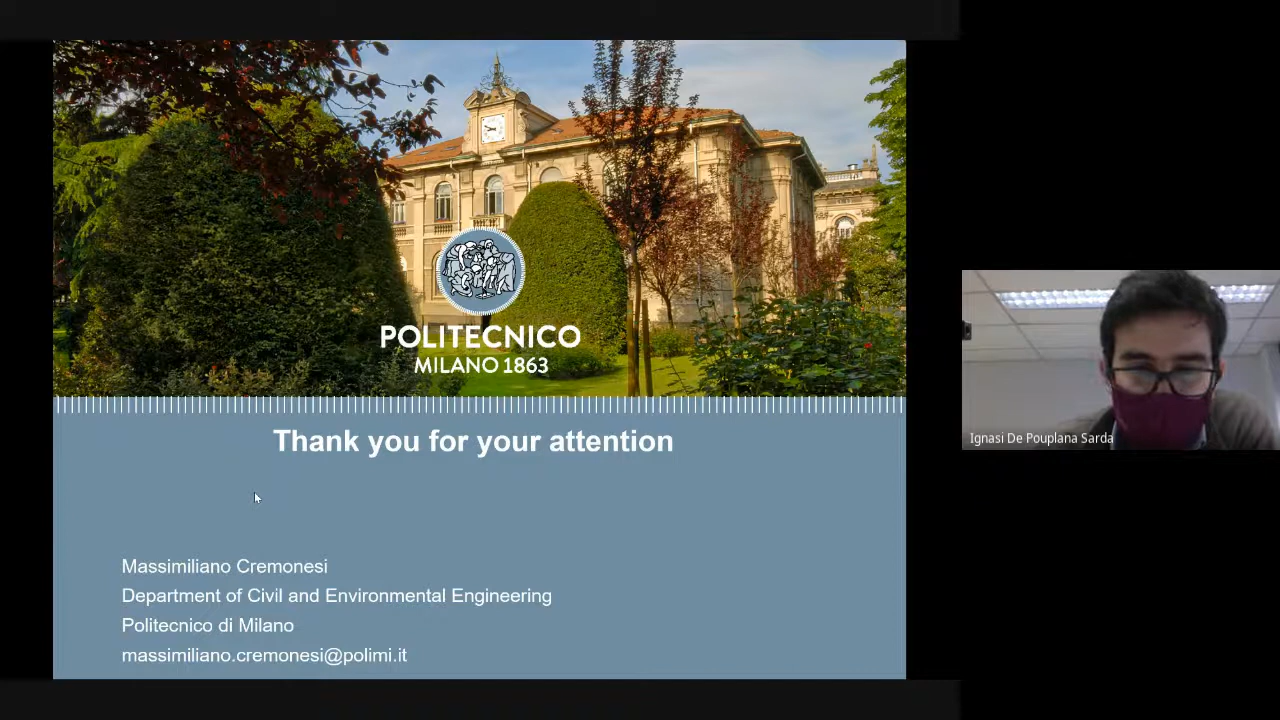 POLITECNICO
MILANO 1863
Thank you for your attention
Massimiliano Cremonesi
Department of Civil and Environmental Engineering
Politecnico di Milano
massimiliano.cremonesi@polimi.it
Ignasi De Pouplana Sarda